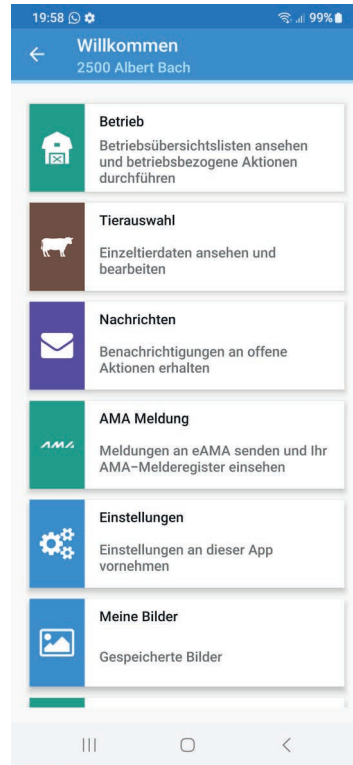 19:58 99%
Willkommen
2500 Albert Bach
Betrieb
Betriebsübersichtslisten ansehen
und betriebsbezogene Aktionen
durchführen
Tierauswahl
Einzeltierdaten ansehen und
bearbeiten
Nachrichten
Benachrichtigungen an offene
Aktionen erhalten
AMA Meldung
AMA
Meldungen an eAMA senden und Ihr
AMA-Melderegister einsehen
Einstellungen
Einstellungen an dieser App
vornehmen
Meine Bilder
Gespeicherte Bilder